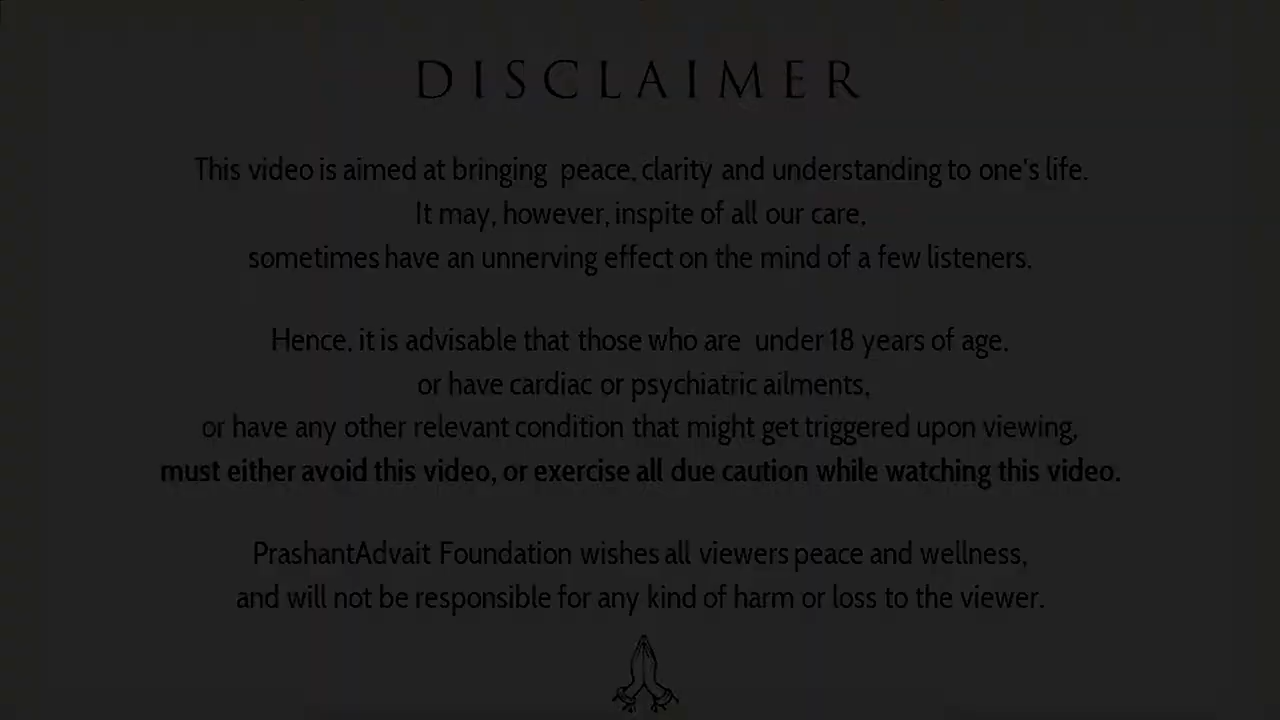 DISCLAIMER
This video is aimed at bringing peace, clarity and understanding to one's life.
It may, however, inspite of all our care,
sometimes have an unnerving effect on the mind of a few listeners.
Hence, it is advisable that those who are under 18 years of age,
or have cardiac or psychiatric ailments,
or have any other relevant condition that might get triggered upon viewing,
must either avoid this video, or exercise all due caution while watching this video.
PrashantAdvait Foundation wishes all viewers peace and wellness,
and will not be responsible for any kind of harm or loss to the viewer.